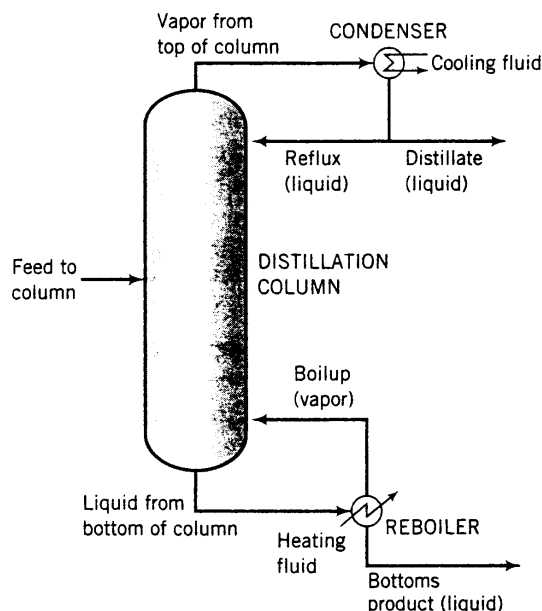 Vapor from
top of column
CONDENSER
Cooling fluid
Reflux
(liquid)
Distillate
(liquid)
Feed to
column
DISTILLATION
COLUMN
Boilup
(vapor)
Liquid from
bottom of column
Heating
fluid
REBOILER
Bottoms
product (liquid)